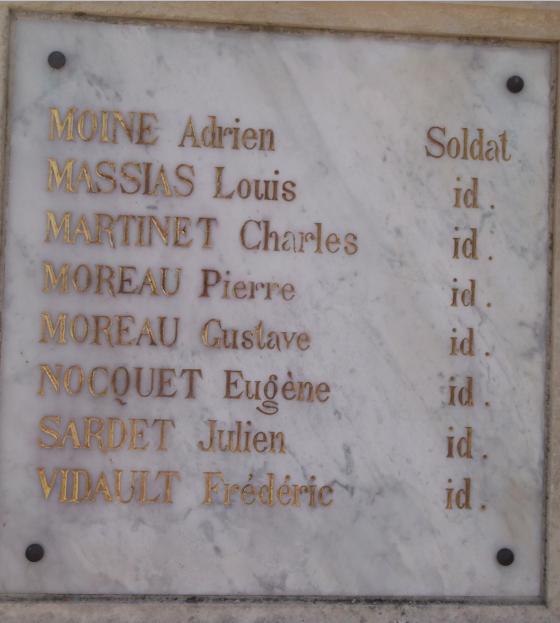 MOINE Adrien Soldat
MASSIAS Louis id.
MARTINET Charles id.
MOREAU Pierre id.
MOREAU Gustave id.
NOCQUET Eugène id.
SARDET Julien id.
VIDAULT Frédéric id.